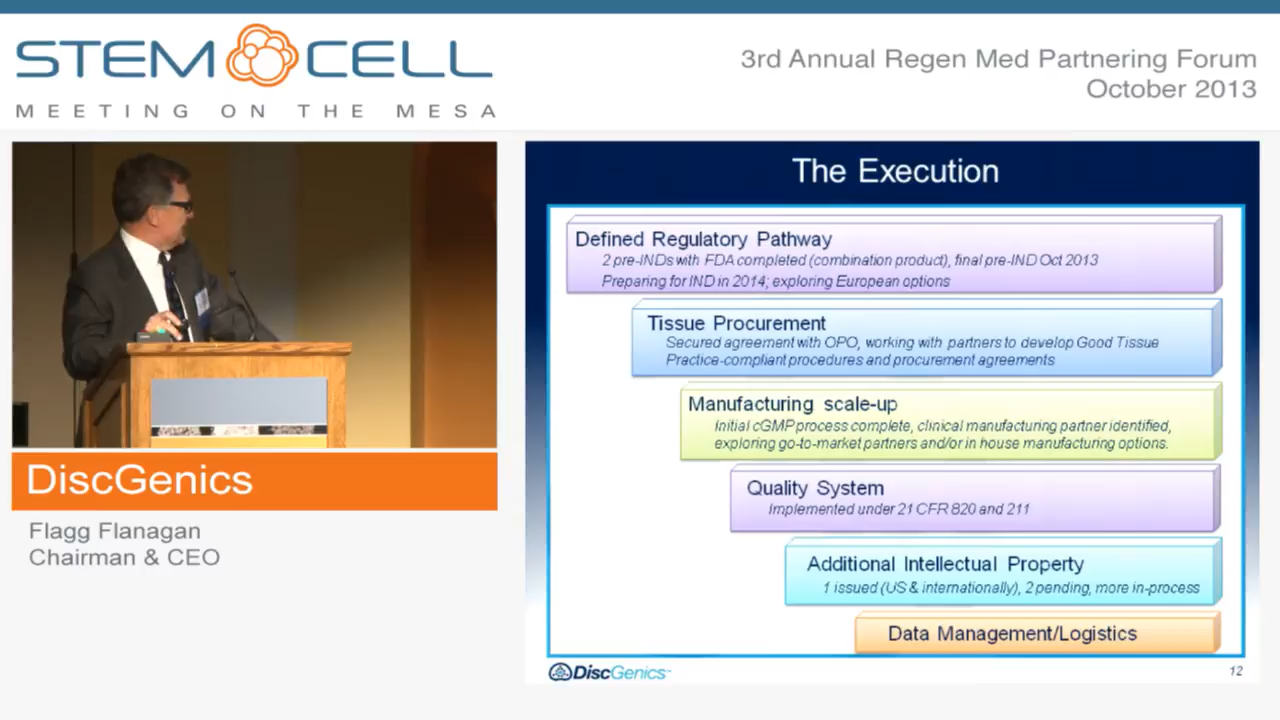 STEM CELL
MEETING ON THE MESA
3rd Annual Regen Med Partnering Forum
October 2013
The Execution
Defined Regulatory Pathway
2 pre-INDs with FDA completed (combination product), final pre-IND Oct 2013
Preparing for IND in 2014; exploring European options
Tissue Procurement
Secured agreement with OPO, working with partners to develop Good Tissue
Practice-compliant procedures and procurement agreements
Manufacturing scale-up
Initial cGMP process complete, clinical manufacturing partner identified,
exploring go-to-market partners and/or in house manufacturing options.
Quality System
Implemented under 21 CFR 820 and 211
Additional Intellectual Property
1 issued (US & internationally), 2 pending, more in-process
Data Management/Logistics
DiscGenics
12
DiscGenics
Flagg Flanagan
Chairman & CEO